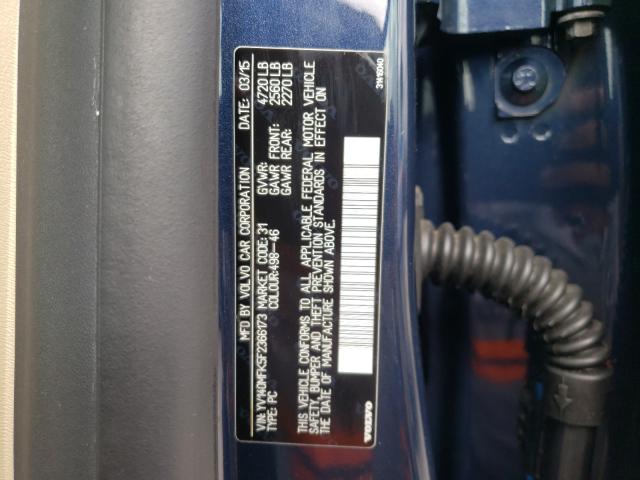 MFD BY VOLVO CAR CORPORATION DATE: 03/15
VIN: YV140MFK5F2366173 MARKET CODE: 31 GVWR: 4720 LB
TYPE: PC COLOUR: 498-46 GAWR FRONT: 2560 LB
GAWR REAR: 2270 LB
THIS VEHICLE CONFORMS TO ALL APPLICABLE FEDERAL MOTOR VEHICLE
SAFETY, BUMPER AND THEFT PREVENTION STANDARDS IN EFFECT ON
THE DATE OF MANUFACTURE SHOWN ABOVE.
VOLVO 31416040